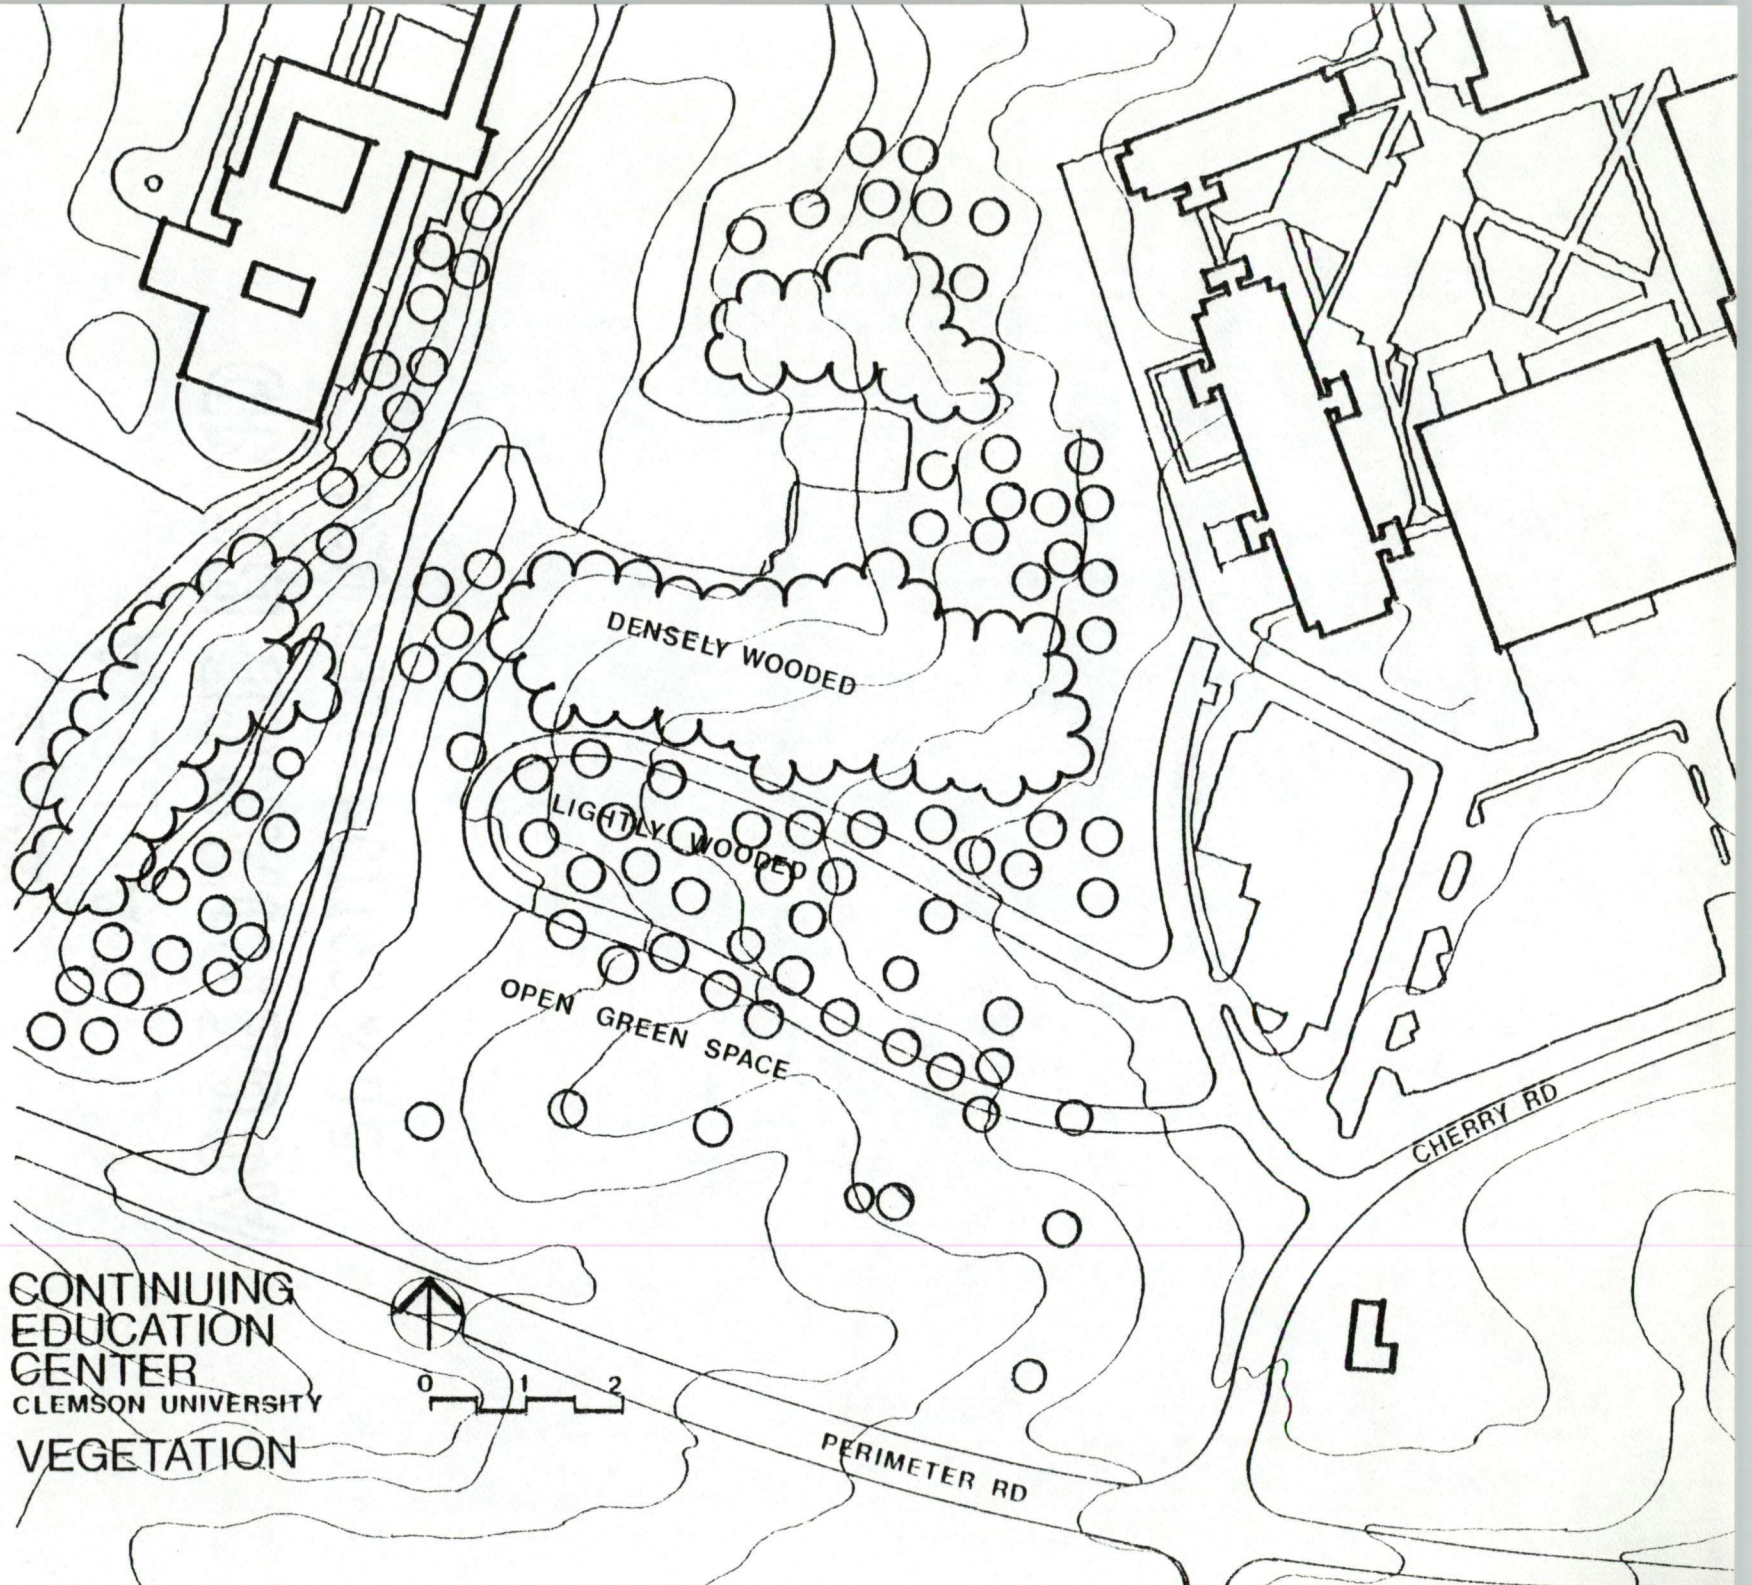 DENSELY WOODED
LIGHTLY WOODED
OPEN GREEN SPACE
CHERRY RD
CONTINUING
EDUCATION
CENTER
CLEMSON UNIVERSITY
VEGETATION
0 1 2
PERIMETER RD